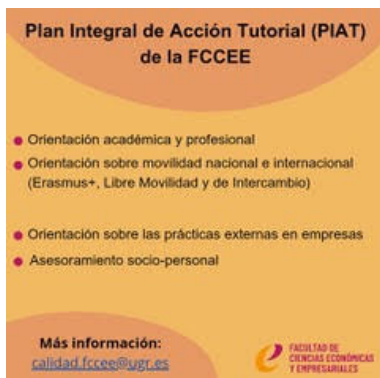 Plan Integral de Acción Tutorial (PIAT)
de la FCCEE
Orientación académica y profesional
Orientación sobre movilidad nacional e internacional
(Erasmus+, Libre Movilidad y de Intercambio)
Orientación sobre las prácticas externas en empresas
Asesoramiento socio-personal
Más información:
calidad.fccee@ugr.es
FACULTAD DE
CIENCIAS ECONÓMICAS
Y EMPRESARIALES